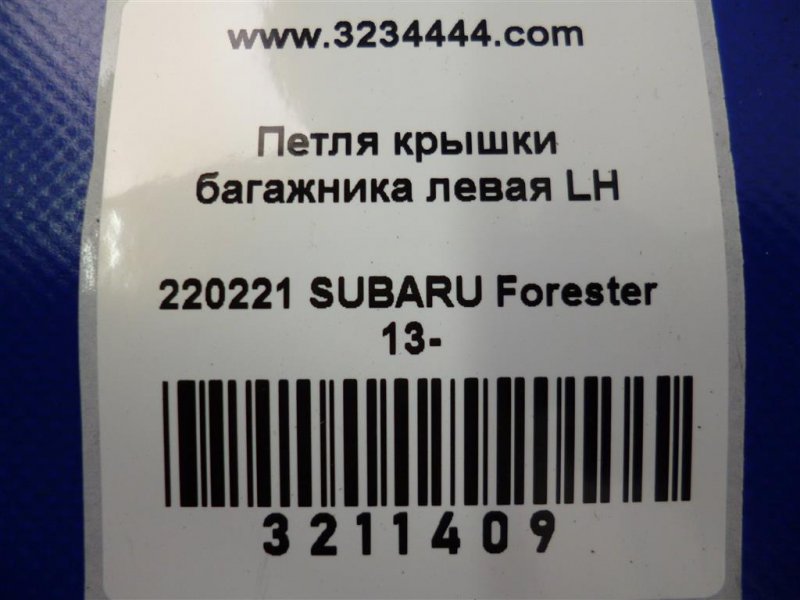 www.3234444.com
Петля крышки
багажника левая LH
220221 SUBARU Forester
13-
3211409